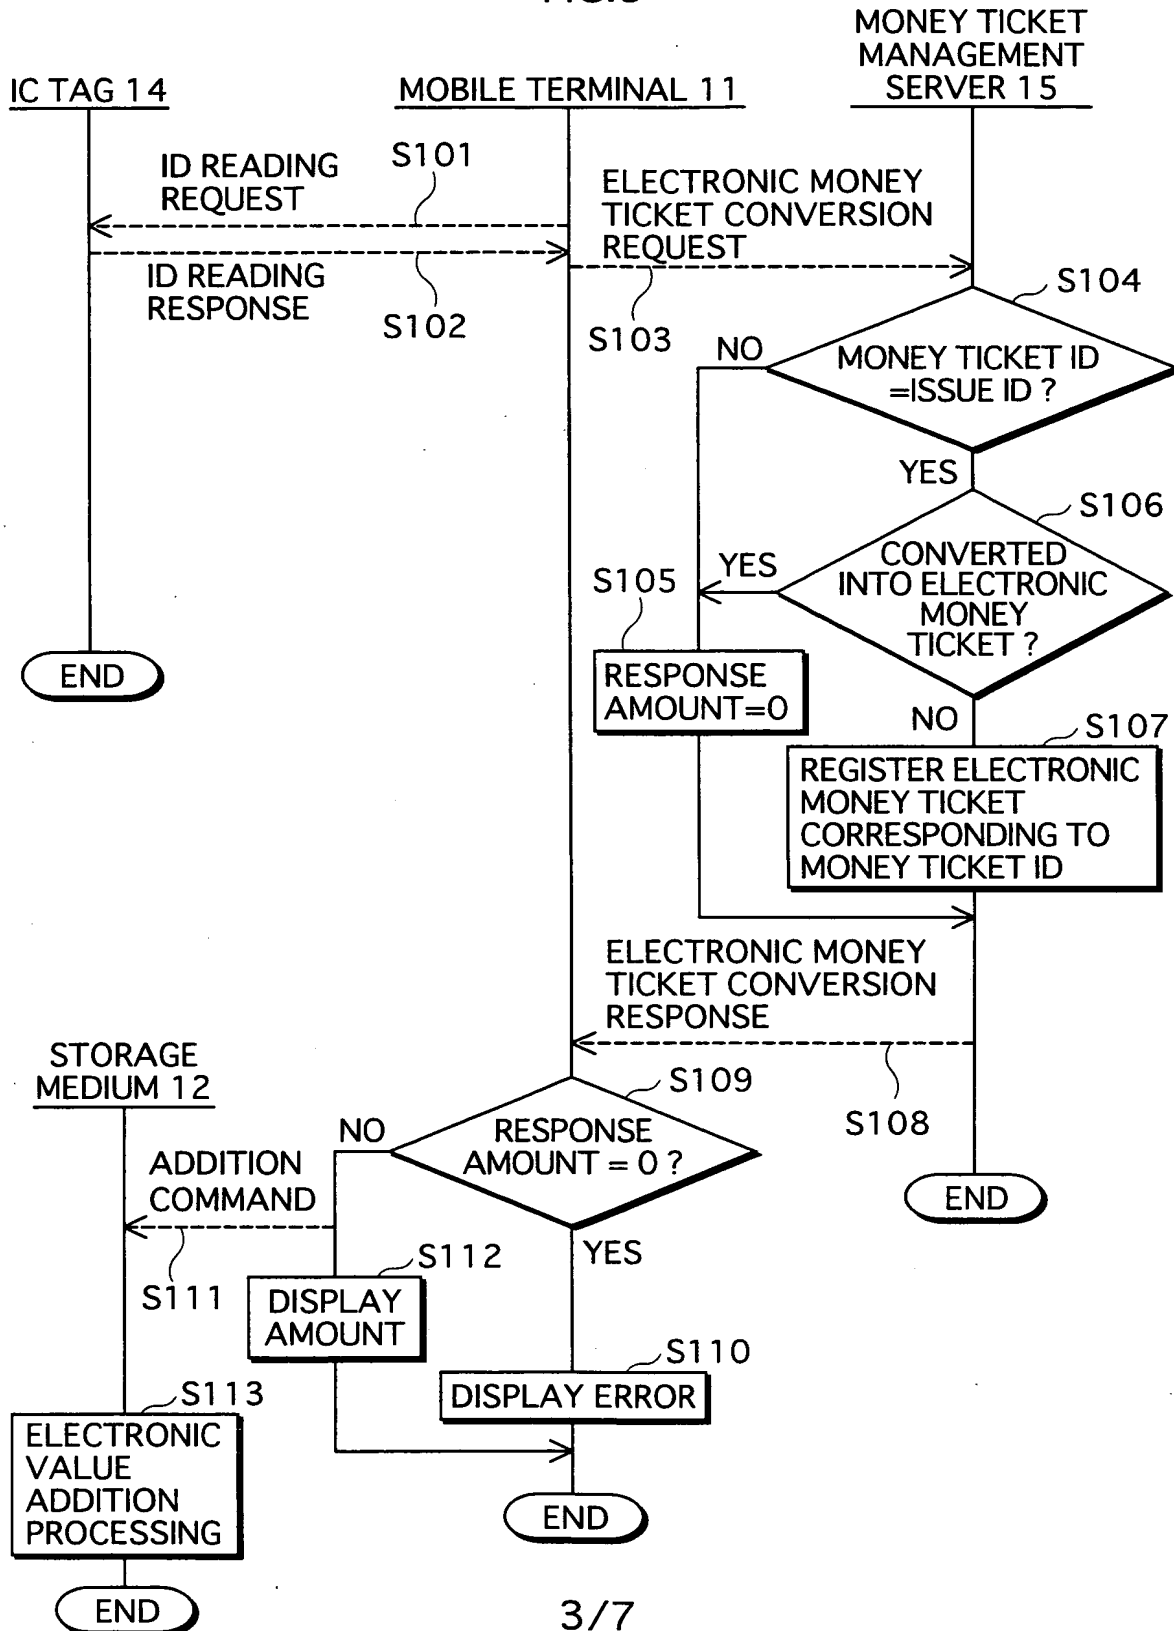 MONEY TICKET
MANAGEMENT
SERVER 15
IC TAG 14
MOBILE TERMINAL 11
ID READING
REQUEST
S101
ELECTRONIC MONEY
TICKET CONVERSION
REQUEST
ID READING
RESPONSE
S102
S103
S104
MONEY TICKET ID
=ISSUE ID ?
NO
YES
S106
CONVERTED
INTO ELECTRONIC
MONEY
TICKET ?
YES
S105
END
RESPONSE
AMOUNT=0
NO
S107
REGISTER ELECTRONIC
MONEY TICKET
CORRESPONDING TO
MONEY TICKET ID
ELECTRONIC MONEY
TICKET CONVERSION
RESPONSE
S108
STORAGE
MEDIUM 12
S109
RESPONSE
AMOUNT = 0 ?
NO
ADDITION
COMMAND
END
YES
S111
S112
DISPLAY
AMOUNT
S110
DISPLAY ERROR
S113
ELECTRONIC
VALUE
ADDITION
PROCESSING
END
END
3/7